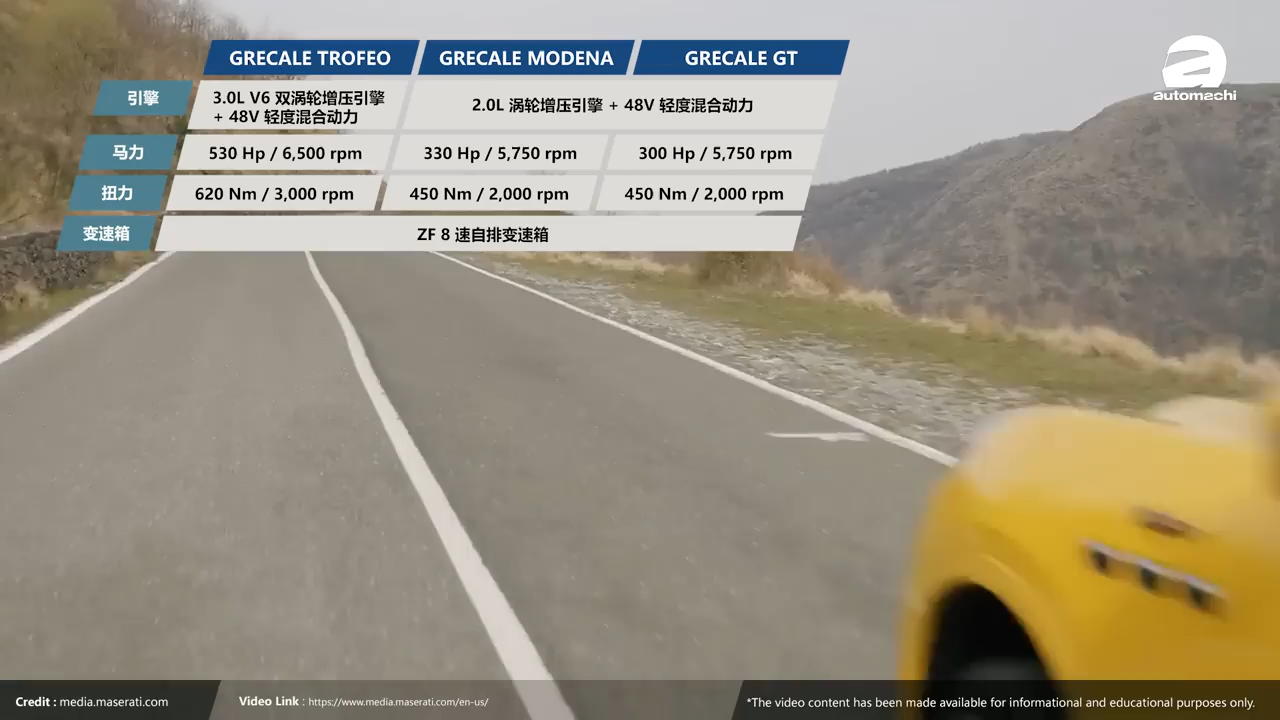 GRECALE TROFEO GRECALE MODENA GRECALE GT
引擎 3.0L V6 双涡轮增压引擎 + 48V 轻度混合动力 2.0L 涡轮增压引擎 + 48V 轻度混合动力
马力 530 Hp / 6,500 rpm 330 Hp / 5,750 rpm 300 Hp / 5,750 rpm
扭力 620 Nm / 3,000 rpm 450 Nm / 2,000 rpm 450 Nm / 2,000 rpm
变速箱 ZF 8 速自排变速箱
automachi
Credit : media.maserati.com Video Link : https://www.media.maserati.com/en-us/ *The video content has been made available for informational and educational purposes only.